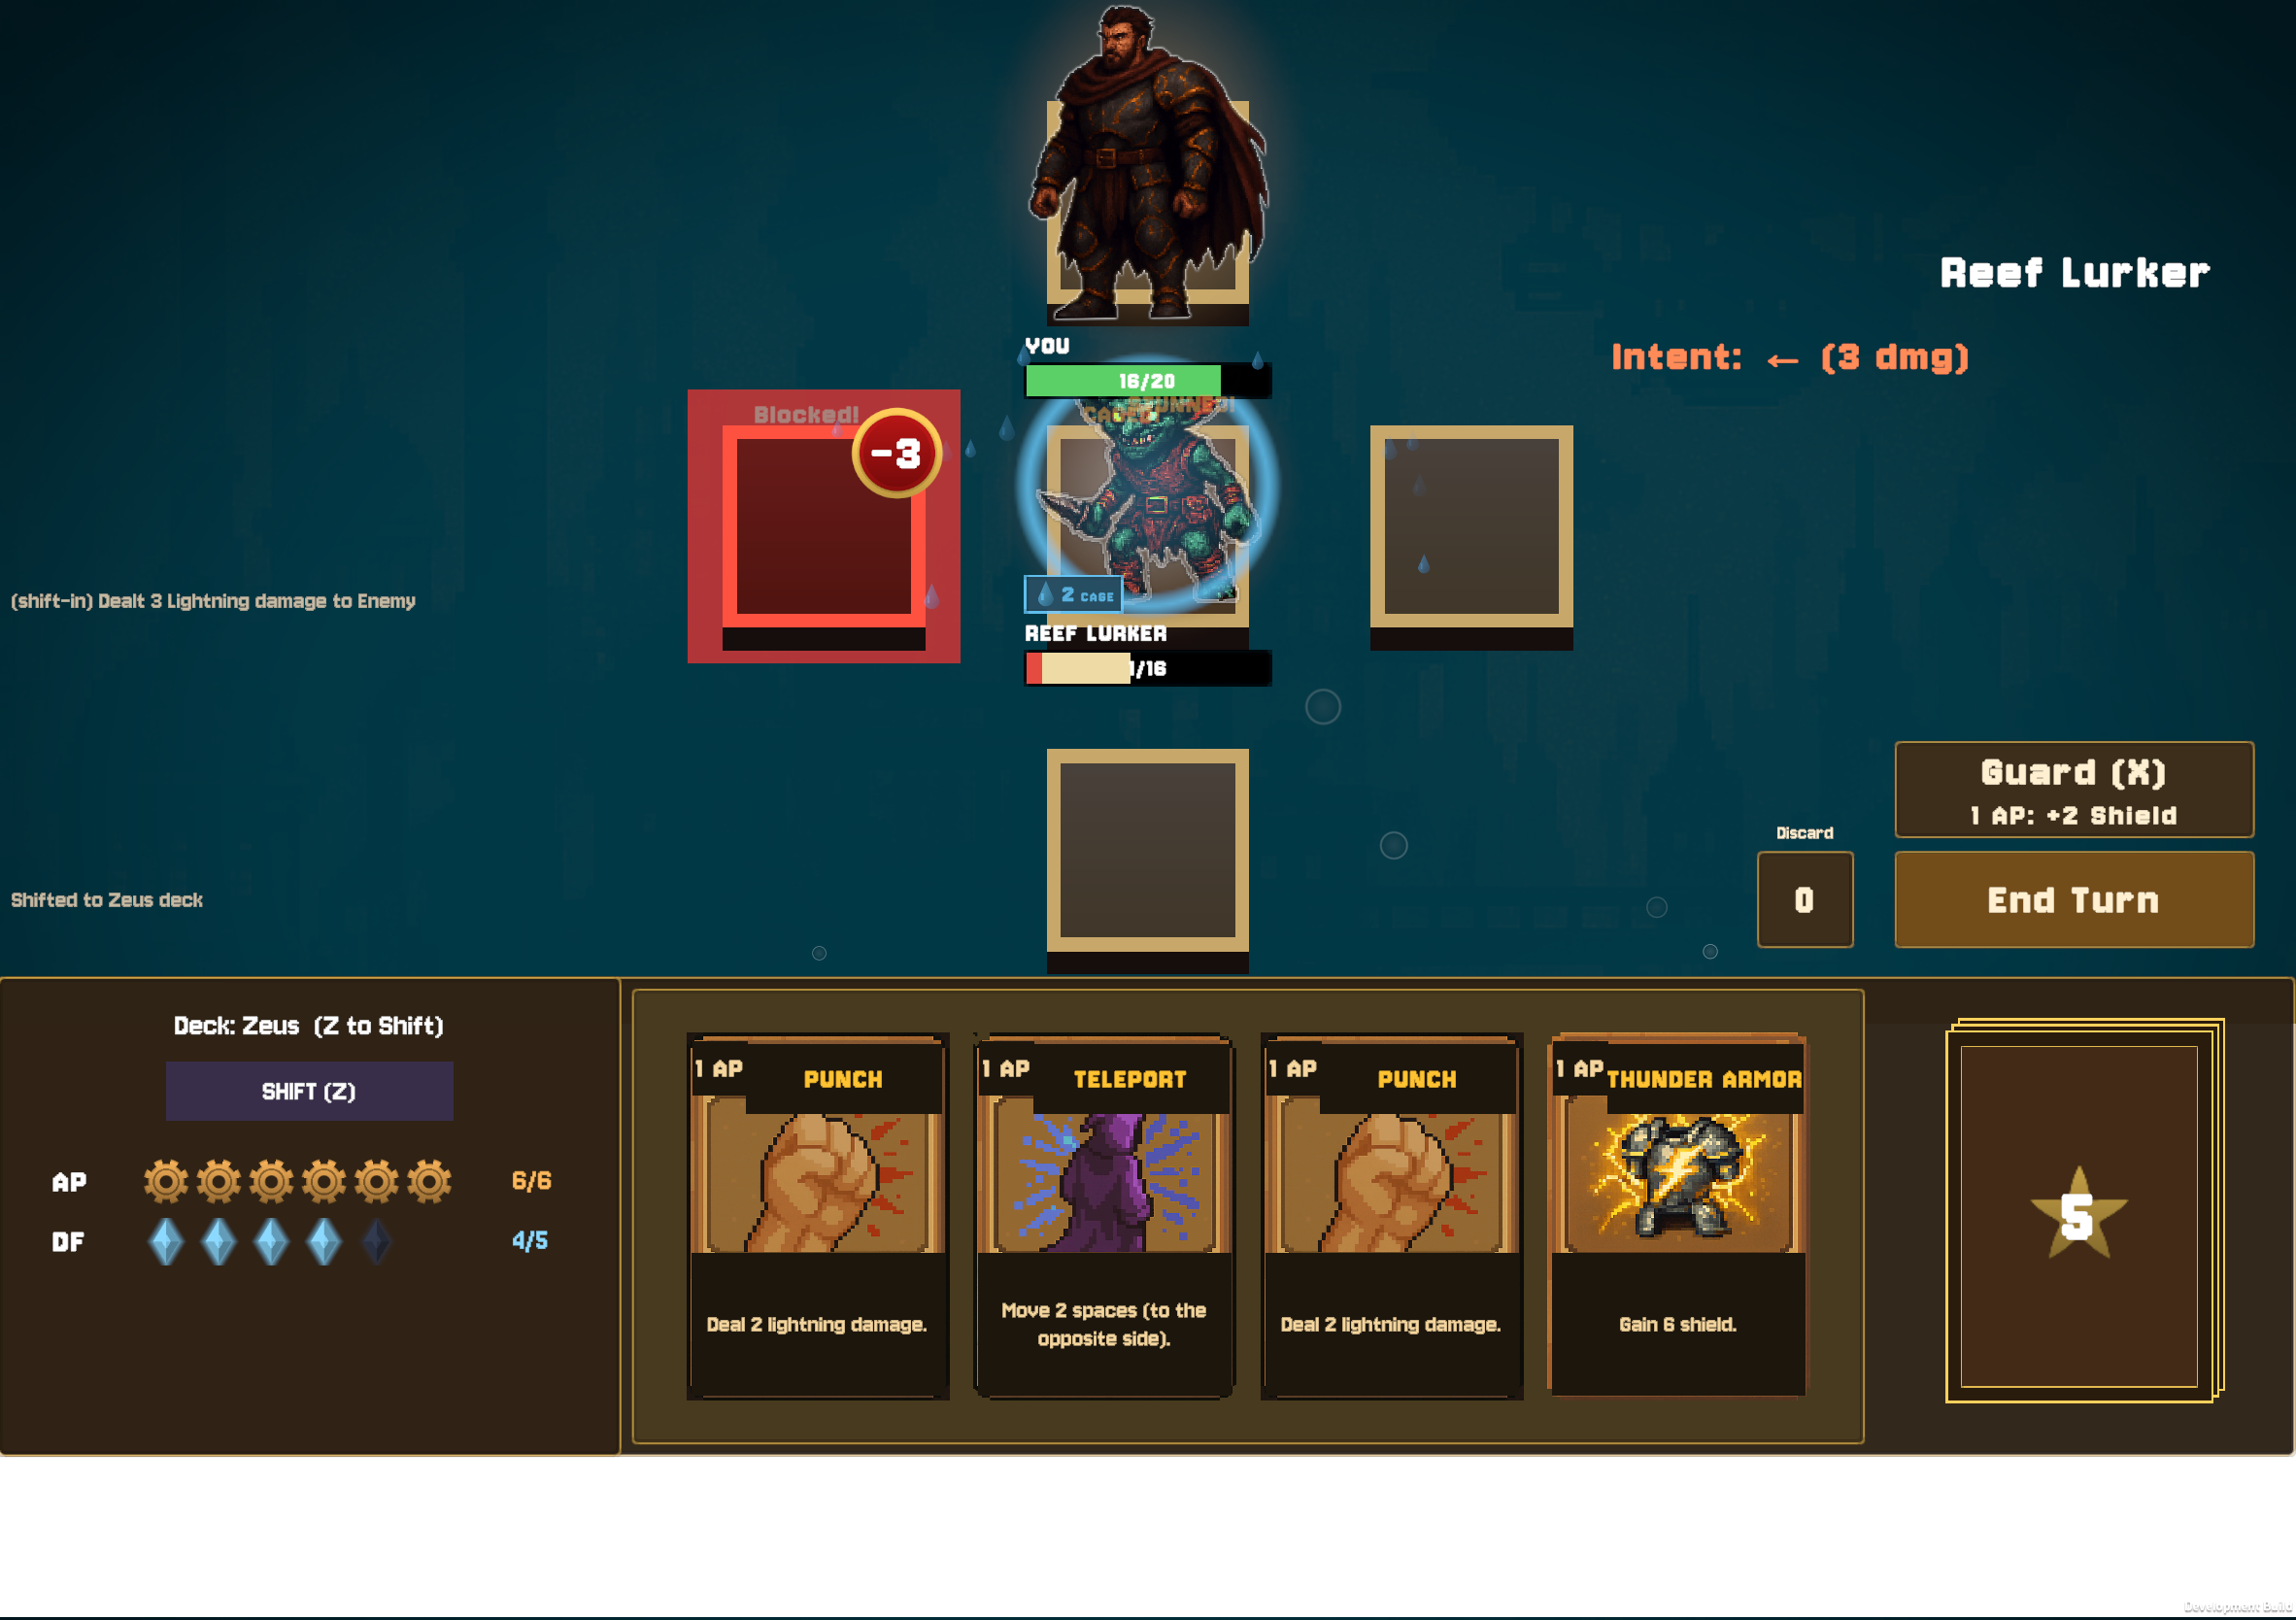 YOU
16/20
Reef Lurker
Intent: ← (3 dmg)
Blocked!
-3
2 CAGE
REEF LURKER
1/16
(shift-in) Dealt 3 Lightning damage to Enemy
Shifted to Zeus deck
Guard (X)
1 AP: +2 Shield
Discard
0
End Turn
Deck: Zeus (Z to Shift)
SHIFT (Z)
AP
6/6
DF
4/5
1 AP
PUNCH
Deal 2 lightning damage.
1 AP
TELEPORT
Move 2 spaces (to the
opposite side).
1 AP
PUNCH
Deal 2 lightning damage.
1 AP
THUNDER ARMOR
Gain 6 shield.
5
Development Build